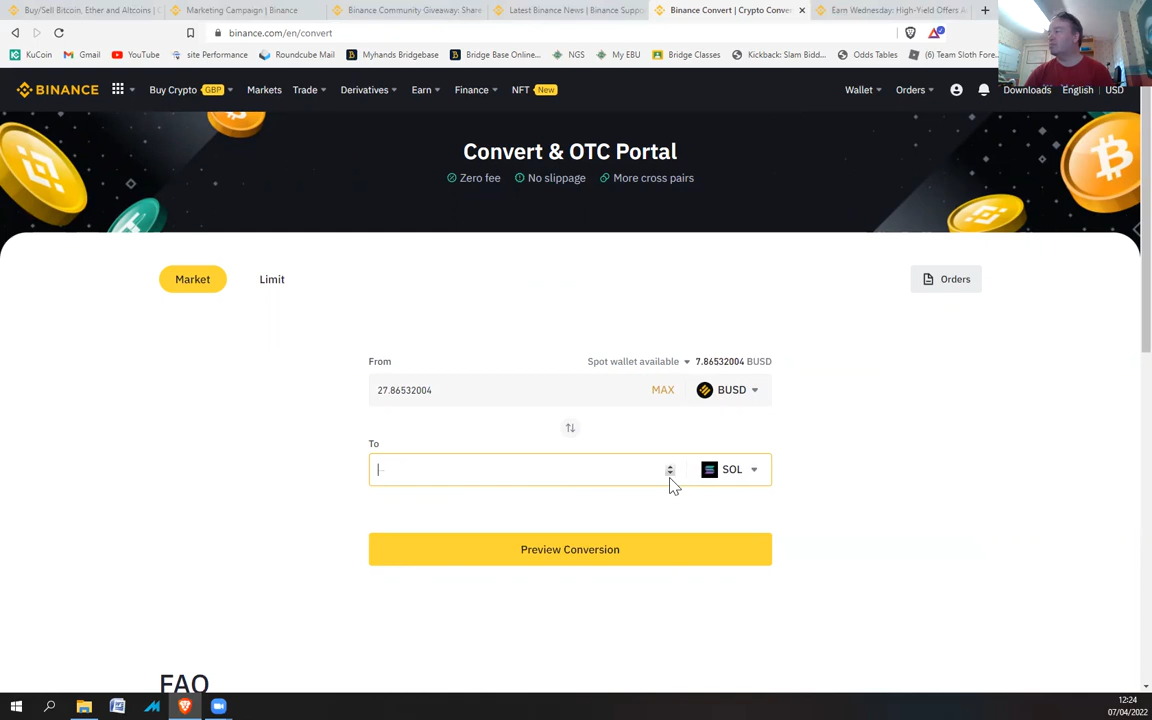 Buy/Sell Bitcoin, Ether and Altcoins |
Marketing Campaign | Binance
Binance Community Giveaway: Share
Latest Binance News | Binance Suppo
Binance Convert | Crypto Conver
Earn Wednesday: High-Yield Offers A
binance.com/en/convert
KuCoin
Gmail
YouTube
site Performance
Roundcube Mail
Myhands Bridgebase
Bridge Base Online...
NGS
My EBU
Bridge Classes
Kickback: Slam Bidd...
Odds Tables
(6) Team Sloth Fore...
BINANCE
Buy Crypto GBP
Markets
Trade
Derivatives
Earn
Finance
NFT New
Wallet
Orders
Downloads
English | USD
Convert & OTC Portal
Zero fee
No slippage
More cross pairs
Market
Limit
Orders
From
Spot wallet available 7.86532004 BUSD
27.86532004
MAX
BUSD
To
SOL
Preview Conversion
FAQ
12:24
07/04/2022